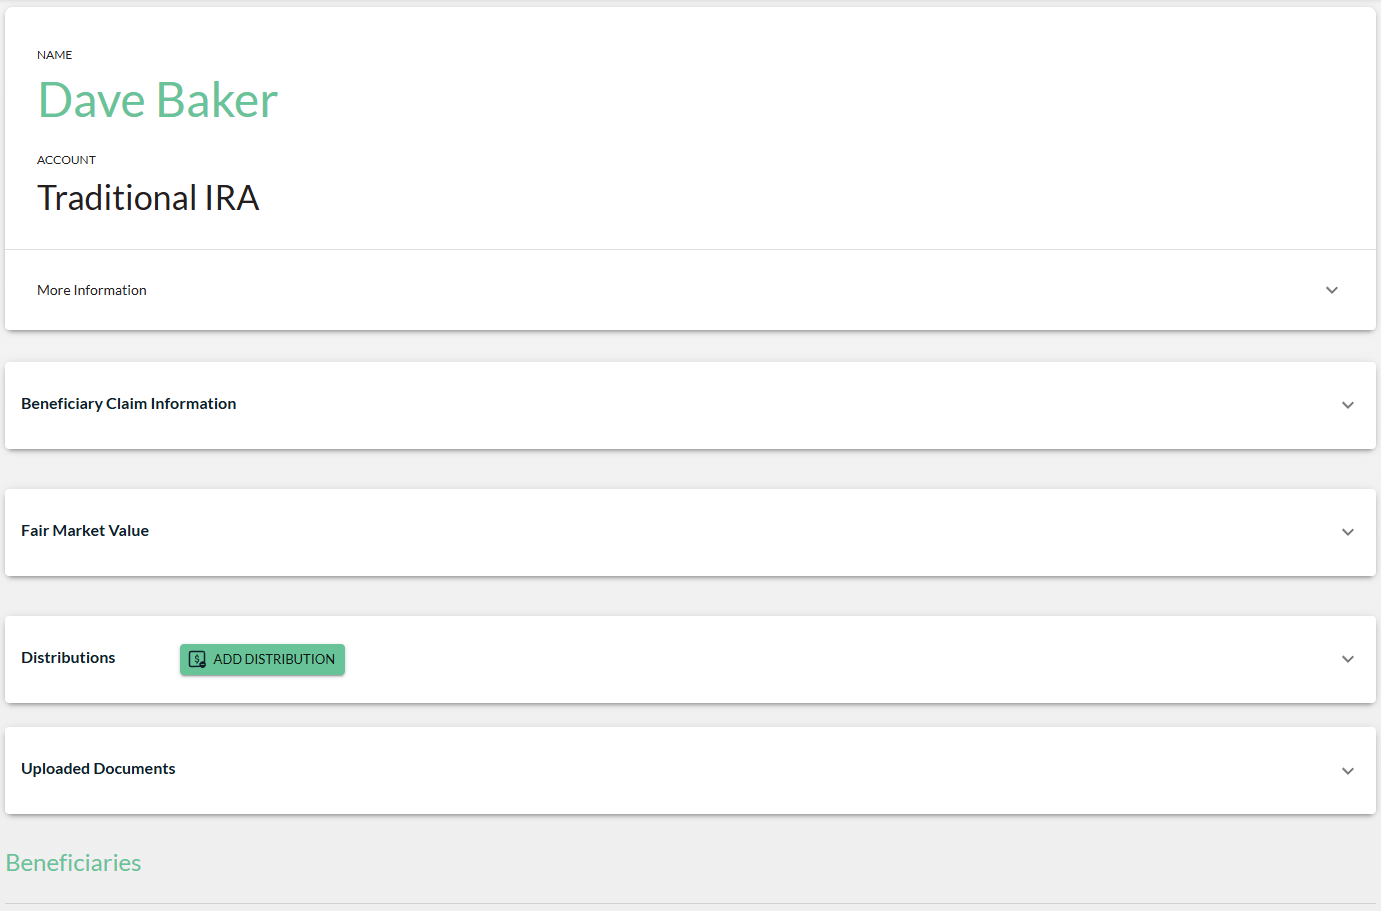 NAME
Dave Baker
ACCOUNT
Traditional IRA
More Information
Beneficiary Claim Information
Fair Market Value
Distributions
ADD DISTRIBUTION
Uploaded Documents
Beneficiaries